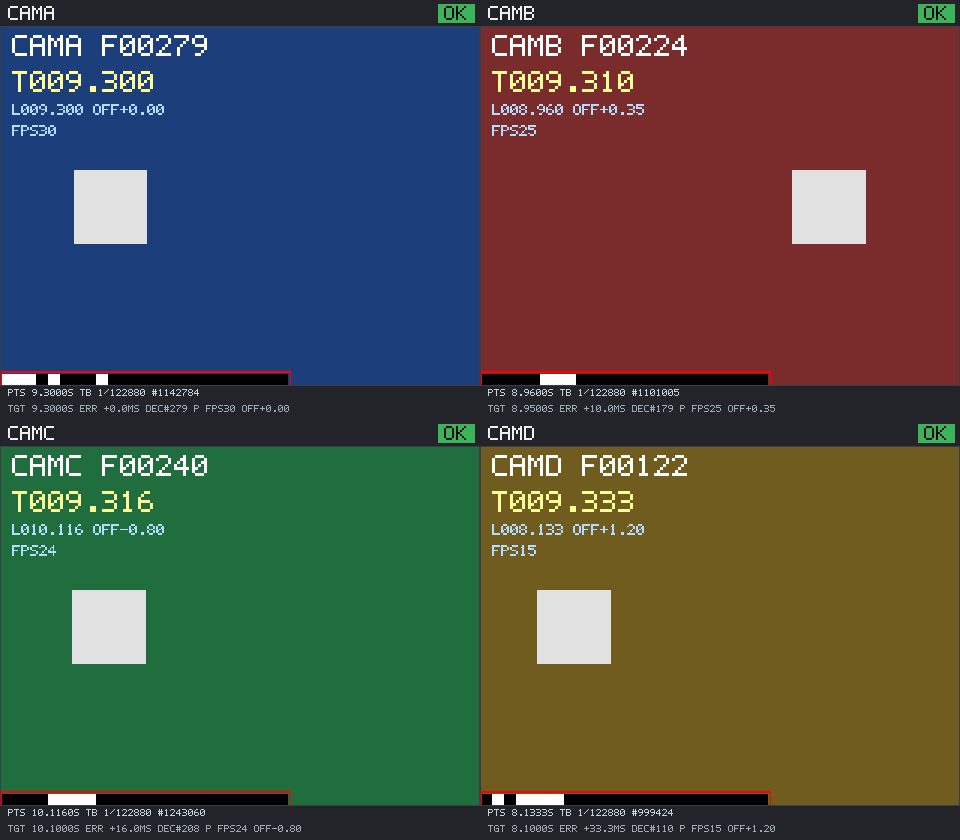 CAMA OK
CAMA F00279
T009.300
L009.300 OFF+0.00
FPS30
PTS 9.3000S TB 1/122880 #1142784
TGT 9.3000S ERR +0.0MS DEC#279 P FPS30 OFF+0.00
CAMB OK
CAMB F00224
T009.310
L008.960 OFF+0.35
FPS25
PTS 8.9600S TB 1/122880 #1101005
TGT 8.9500S ERR +10.0MS DEC#179 P FPS25 OFF+0.35
CAMC OK
CAMC F00240
T009.316
L010.116 OFF-0.80
FPS24
PTS 10.1160S TB 1/122880 #1243060
TGT 10.1000S ERR +16.0MS DEC#208 P FPS24 OFF-0.80
CAMD OK
CAMD F00122
T009.333
L008.133 OFF+1.20
FPS15
PTS 8.1333S TB 1/122880 #999424
TGT 8.1000S ERR +33.3MS DEC#110 P FPS15 OFF+1.20